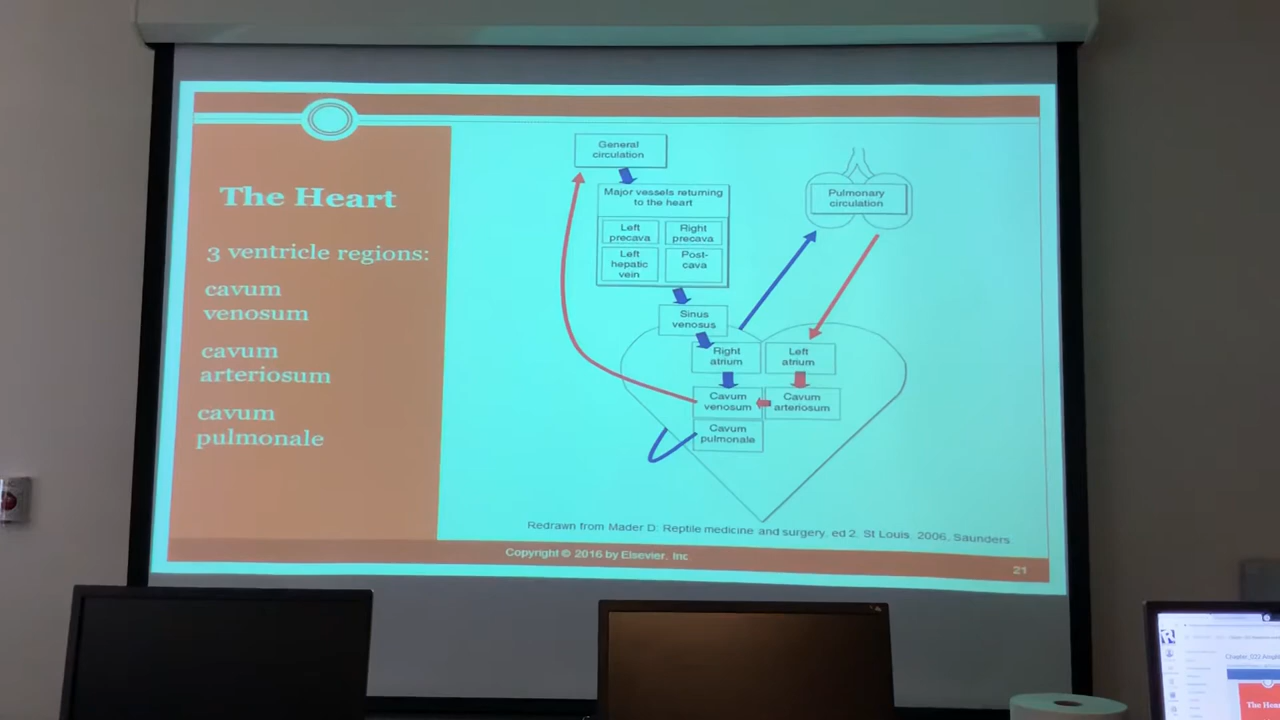 The Heart
3 ventricle regions:
cavum
venosum
cavum
arteriosum
cavum
pulmonale
General
circulation
Major vessels returning
to the heart
Left
precava
Right
precava
Left
hepatic
vein
Post-
cava
Sinus
venosus
Pulmonary
circulation
Right
atrium
Left
atrium
Cavum
venosum
Cavum
arteriosum
Cavum
pulmonale
Redrawn from Mader D: Reptile medicine and surgery, ed 2, St Louis, 2006, Saunders.
Copyright © 2016 by Elsevier, Inc
21
The Hear